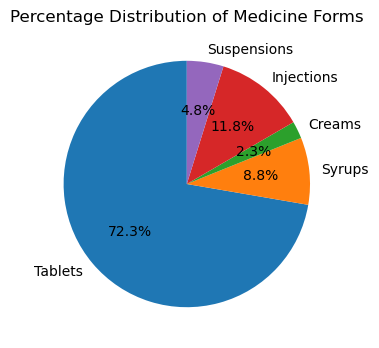 Percentage Distribution of Medicine Forms
Suspensions
4.8%
Injections
11.8%
Creams
2.3%
Syrups
8.8%
Tablets
72.3%